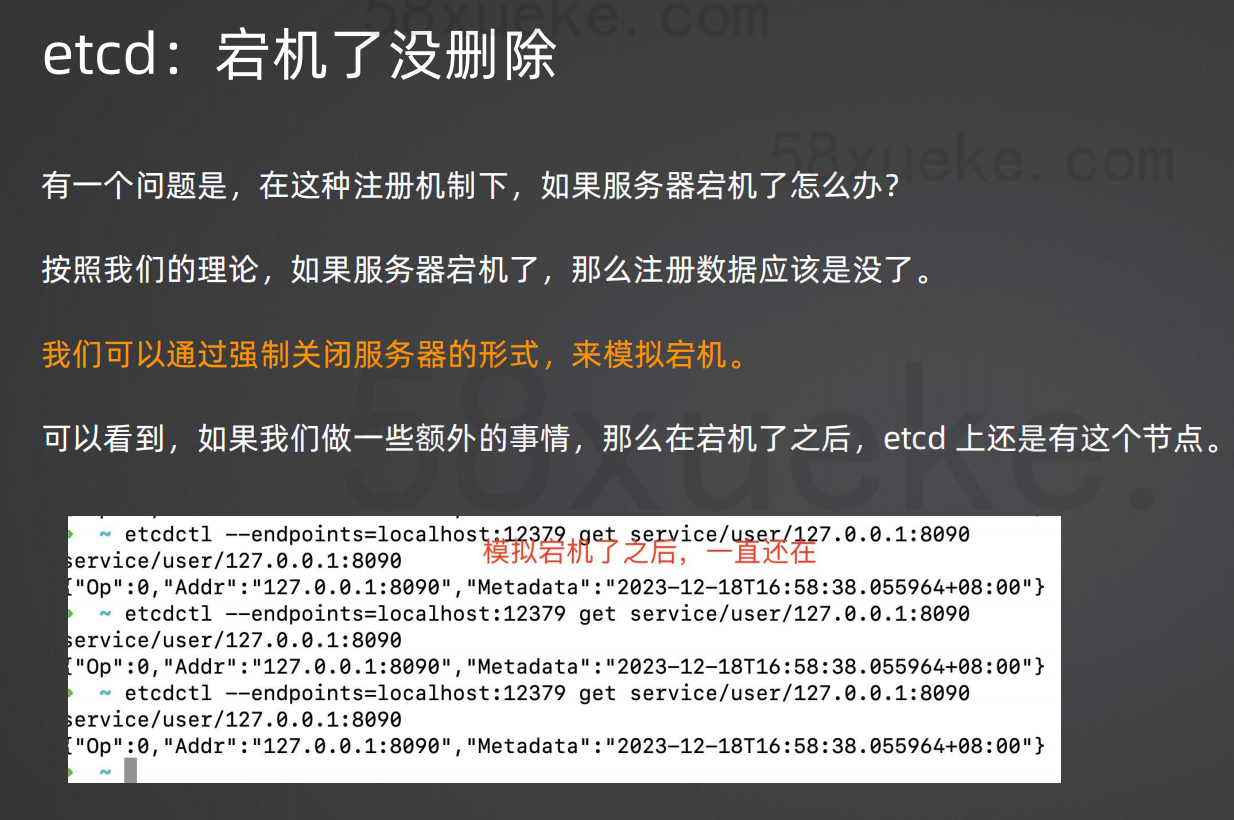 58xueke.com
etcd：宕机了没删除
58xueke.com
有一个问题是，在这种注册机制下，如果服务器宕机了怎么办？
按照我们的理论，如果服务器宕机了，那么注册数据应该是没了。
我们可以通过强制关闭服务器的形式，来模拟宕机。
58xueke.
可以看到，如果我们做一些额外的事情，那么在宕机了之后，etcd 上还是有这个节点。
~ etcdctl --endpoints=localhost:12379 get service/user/127.0.0.1:8090
模拟宕机了之后，一直还在
service/user/127.0.0.1:8090
{"Op":0,"Addr":"127.0.0.1:8090","Metadata":"2023-12-18T16:58:38.055964+08:00"}
~ etcdctl --endpoints=localhost:12379 get service/user/127.0.0.1:8090
service/user/127.0.0.1:8090
{"Op":0,"Addr":"127.0.0.1:8090","Metadata":"2023-12-18T16:58:38.055964+08:00"}
~ etcdctl --endpoints=localhost:12379 get service/user/127.0.0.1:8090
service/user/127.0.0.1:8090
{"Op":0,"Addr":"127.0.0.1:8090","Metadata":"2023-12-18T16:58:38.055964+08:00"}
~